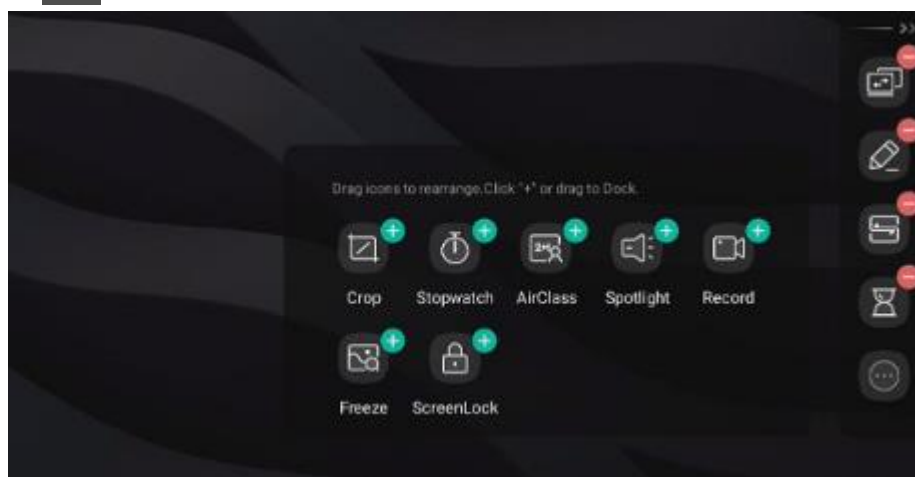 Drag icons to rearrange.Click "+" or drag to Dock.
Crop Stopwatch AirClass Spotlight Record
Freeze ScreenLock